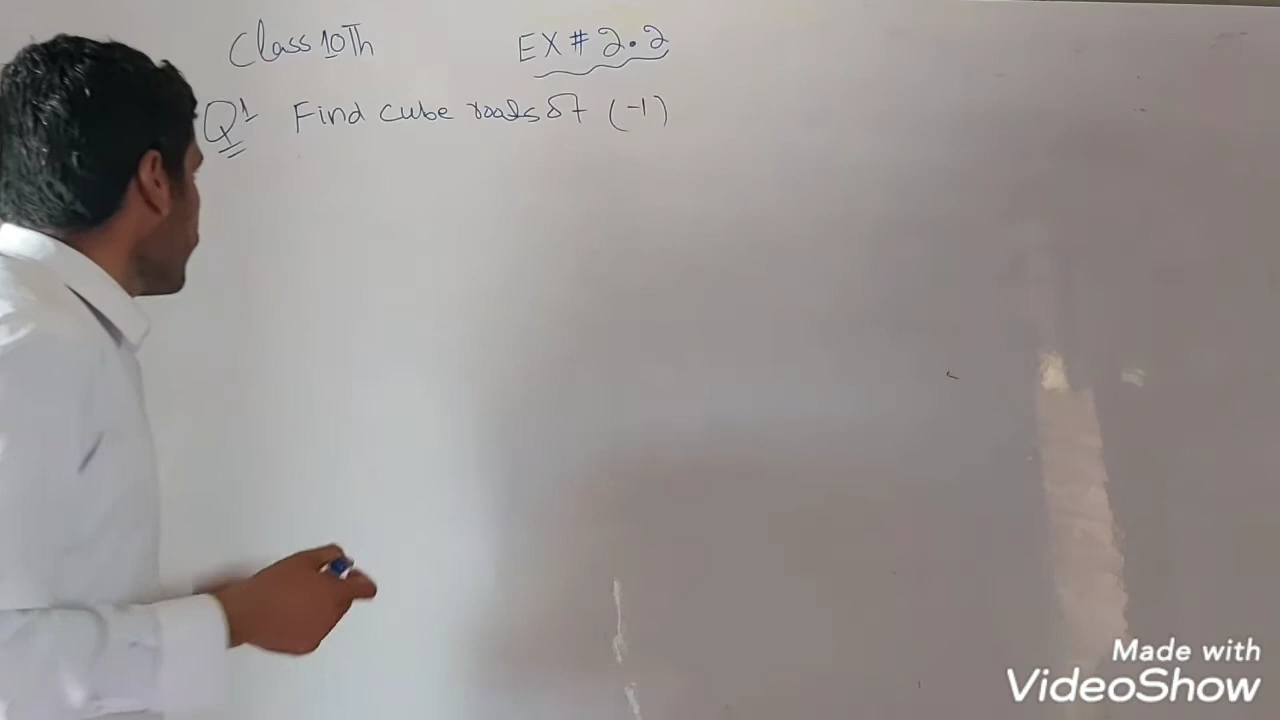 Class 10Th EX # 2.2
Q1 Find cube roots of (-1)
Made with
VideoShow